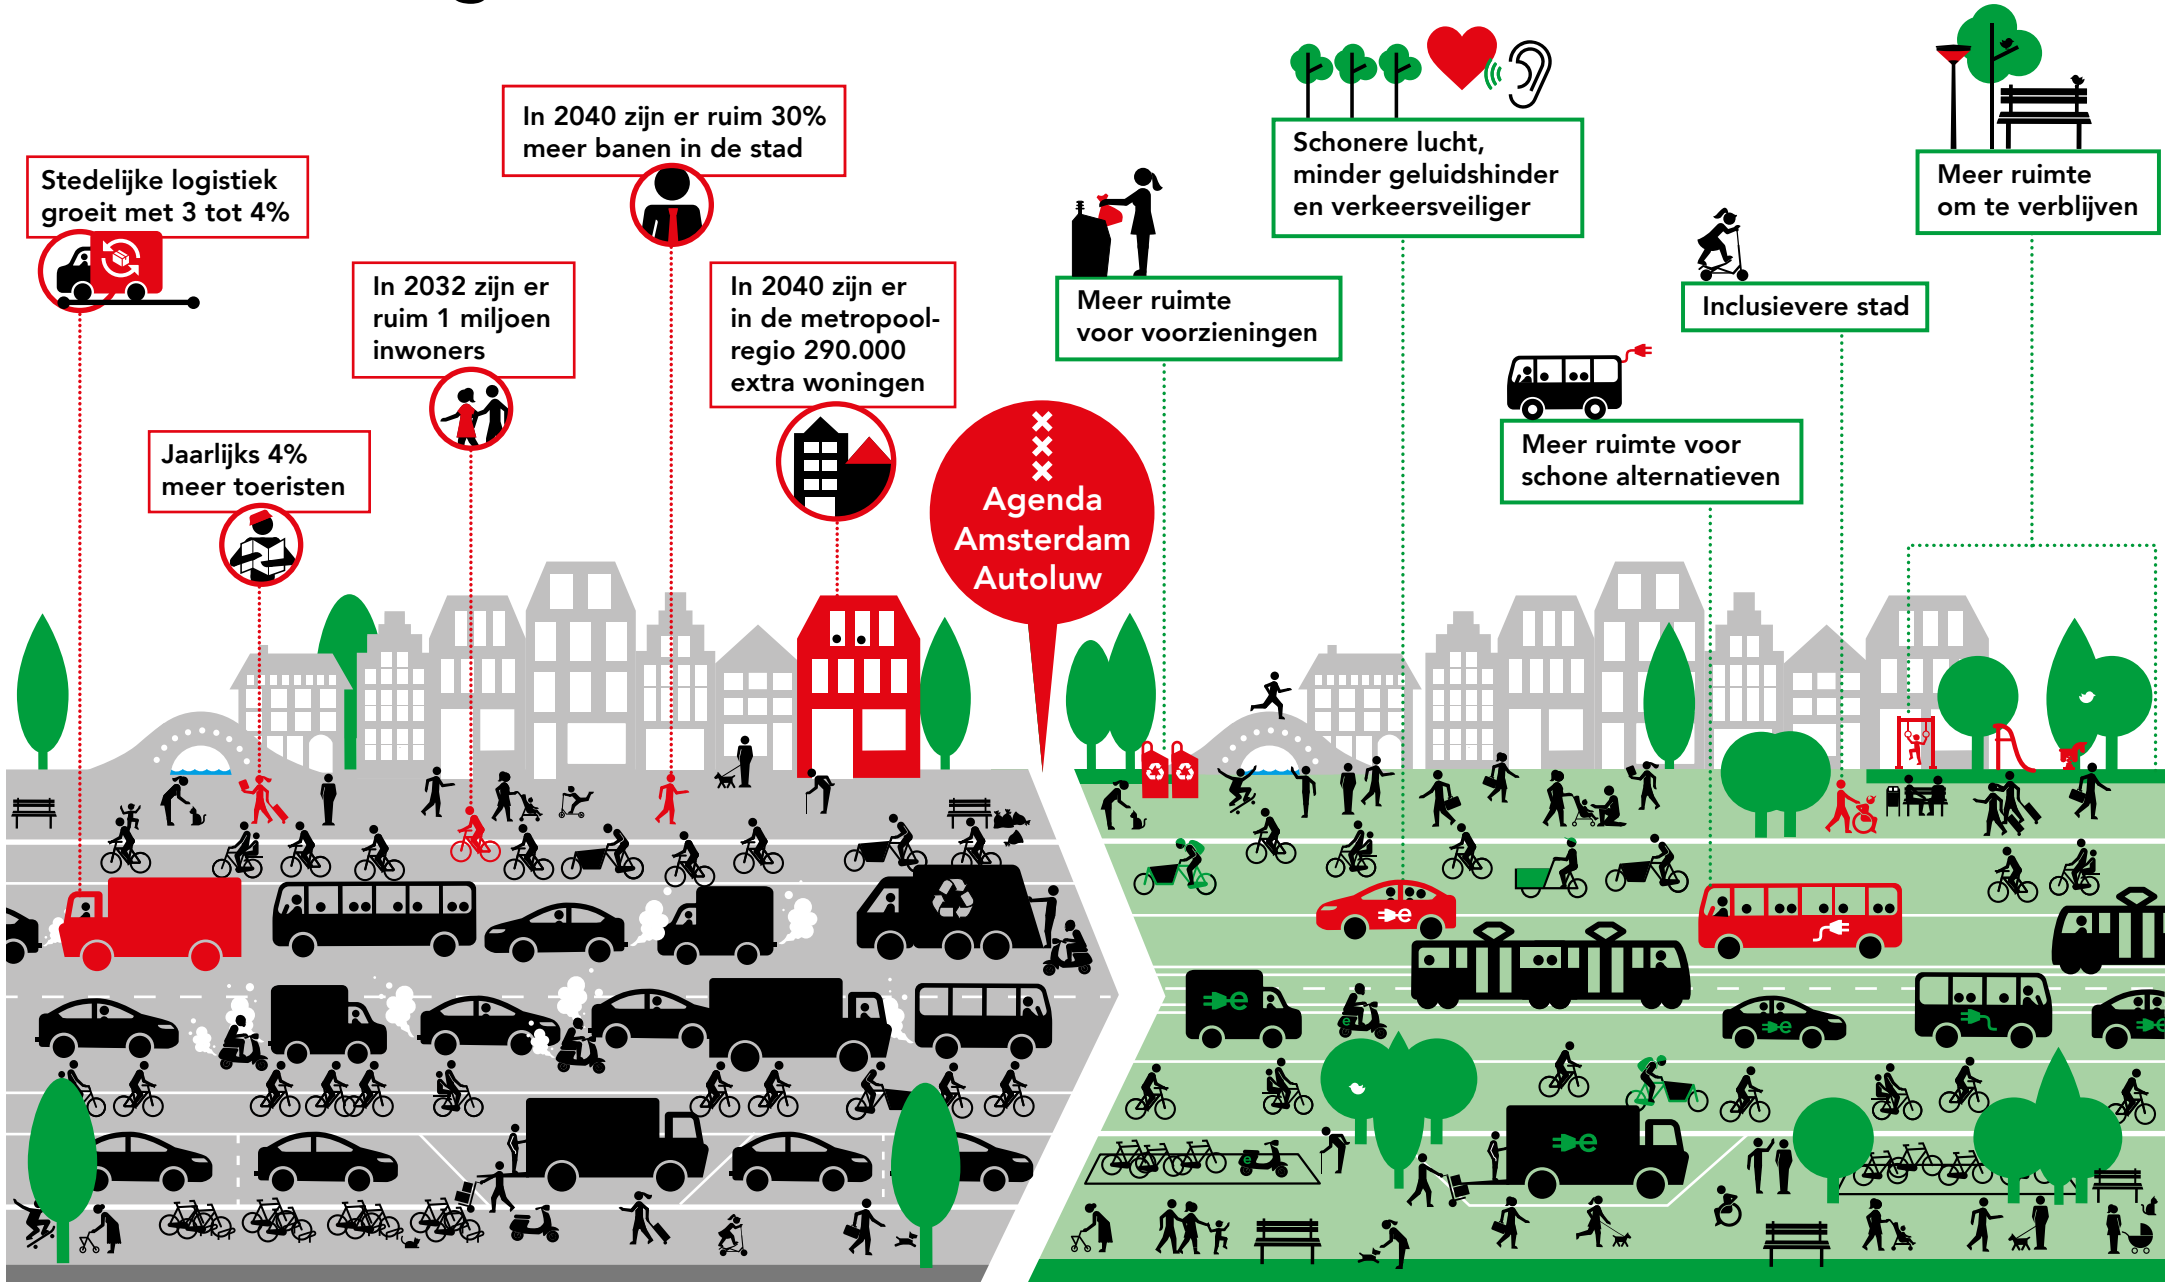 Stedelijke logistiek
groeit met 3 tot 4%
Jaarlijks 4%
meer toeristen
In 2032 zijn er
ruim 1 miljoen
inwoners
In 2040 zijn er ruim 30%
meer banen in de stad
In 2040 zijn er
in de metropool-
regio 290.000
extra woningen
Agenda
Amsterdam
Autoluw
Meer ruimte
voor voorzieningen
Schonere lucht,
minder geluidshinder
en verkeersveiliger
Meer ruimte voor
schone alternatieven
Inclusievere stad
Meer ruimte
om te verblijven
e
e
e
e
e
e
e